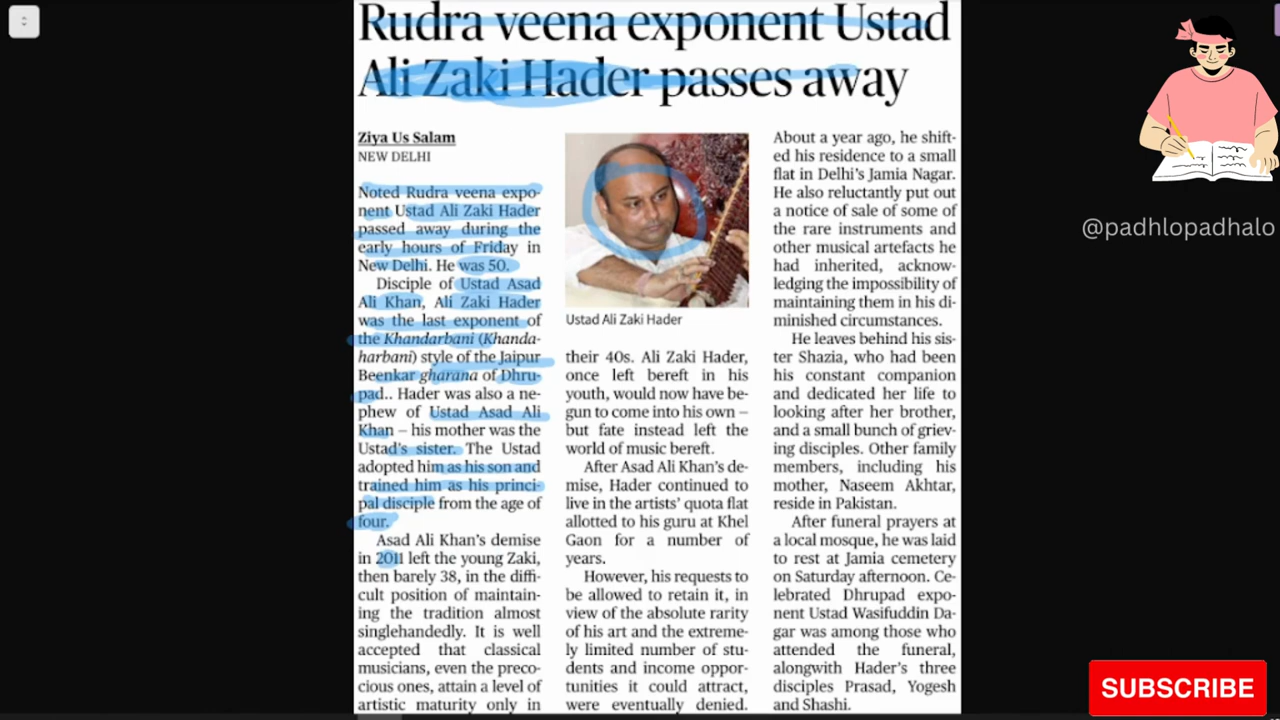 Rudra veena exponent Ustad
Ali Zaki Hader passes away
Ziya Us Salam
NEW DELHI
Noted Rudra veena expo-
nent Ustad Ali Zaki Hader
passed away during the
early hours of Friday in
New Delhi. He was 50.
Disciple of Ustad Asad
Ali Khan, Ali Zaki Hader
was the last exponent of
the Khandarbani (Khanda-
harbani) style of the Jaipur
Beenkar gharana of Dhru-
pad.. Hader was also a ne-
phew of Ustad Asad Ali
Khan – his mother was the
Ustad's sister. The Ustad
adopted him as his son and
trained him as his princi-
pal disciple from the age of
four.
Asad Ali Khan's demise
in 2011 left the young Zaki,
then barely 38, in the diffi-
cult position of maintain-
ing the tradition almost
singlehandedly. It is well
accepted that classical
musicians, even the preco-
cious ones, attain a level of
artistic maturity only in
Ustad Ali Zaki Hader
their 40s. Ali Zaki Hader,
once left bereft in his
youth, would now have be-
gun to come into his own –
but fate instead left the
world of music bereft.
After Asad Ali Khan's de-
mise, Hader continued to
live in the artists' quota flat
allotted to his guru at Khel
Gaon for a number of
years.
However, his requests to
be allowed to retain it, in
view of the absolute rarity
of his art and the extreme-
ly limited number of stu-
dents and income oppor-
tunities it could attract,
were eventually denied.
About a year ago, he shift-
ed his residence to a small
flat in Delhi's Jamia Nagar.
He also reluctantly put out
a notice of sale of some of
the rare instruments and
other musical artefacts he
had inherited, acknow-
ledging the impossibility of
maintaining them in his di-
minished circumstances.
He leaves behind his sis-
ter Shazia, who had been
his constant companion
and dedicated her life to
looking after her brother,
and a small bunch of griev-
ing disciples. Other family
members, including his
mother, Naseem Akhtar,
reside in Pakistan.
After funeral prayers at
a local mosque, he was laid
to rest at Jamia cemetery
on Saturday afternoon. Ce-
lebrated Dhrupad expo-
nent Ustad Wasifuddin Da-
gar was among those who
attended the funeral,
alongwith Hader's three
disciples Prasad, Yogesh
and Shashi.
@padhlopadhalo
SUBSCRIBE